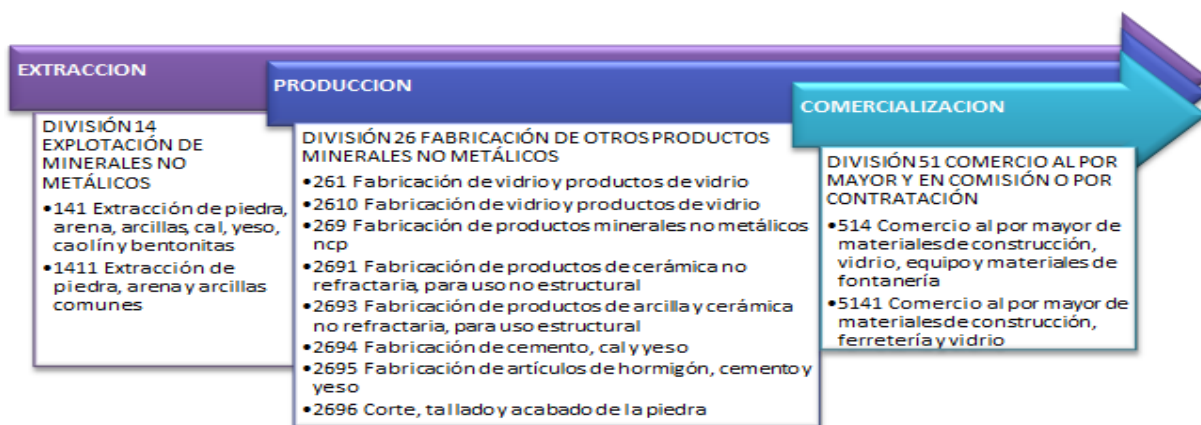 EXTRACCION
DIVISIÓN 14
EXPLOTACIÓN DE
MINERALES NO
METÁLICOS
•141 Extracción de piedra,
arena, arcillas, cal, yeso,
caolín y bentonitas
•1411 Extracción de
piedra, arena y arcillas
comunes
PRODUCCION
DIVISIÓN 26 FABRICACIÓN DE OTROS PRODUCTOS
MINERALES NO METÁLICOS
•261 Fabricación de vidrio y productos de vidrio
•2610 Fabricación de vidrio y productos de vidrio
•269 Fabricación de productos minerales no metálicos
ncp
•2691 Fabricación de productos de cerámica no
refractaria, para uso no estructural
•2693 Fabricación de productos de arcilla y cerámica
no refractaria, para uso estructural
•2694 Fabricación de cemento, cal y yeso
•2695 Fabricación de artículos de hormigón, cemento y
yeso
•2696 Corte, tallado y acabado de la piedra
COMERCIALIZACION
DIVISIÓN 51 COMERCIO AL POR
MAYOR Y EN COMISIÓN O POR
CONTRATACIÓN
•514 Comercio al por mayor de
materiales de construcción,
vidrio, equipo y materiales de
fontanería
•5141 Comercio al por mayor de
materiales de construcción,
ferretería y vidrio